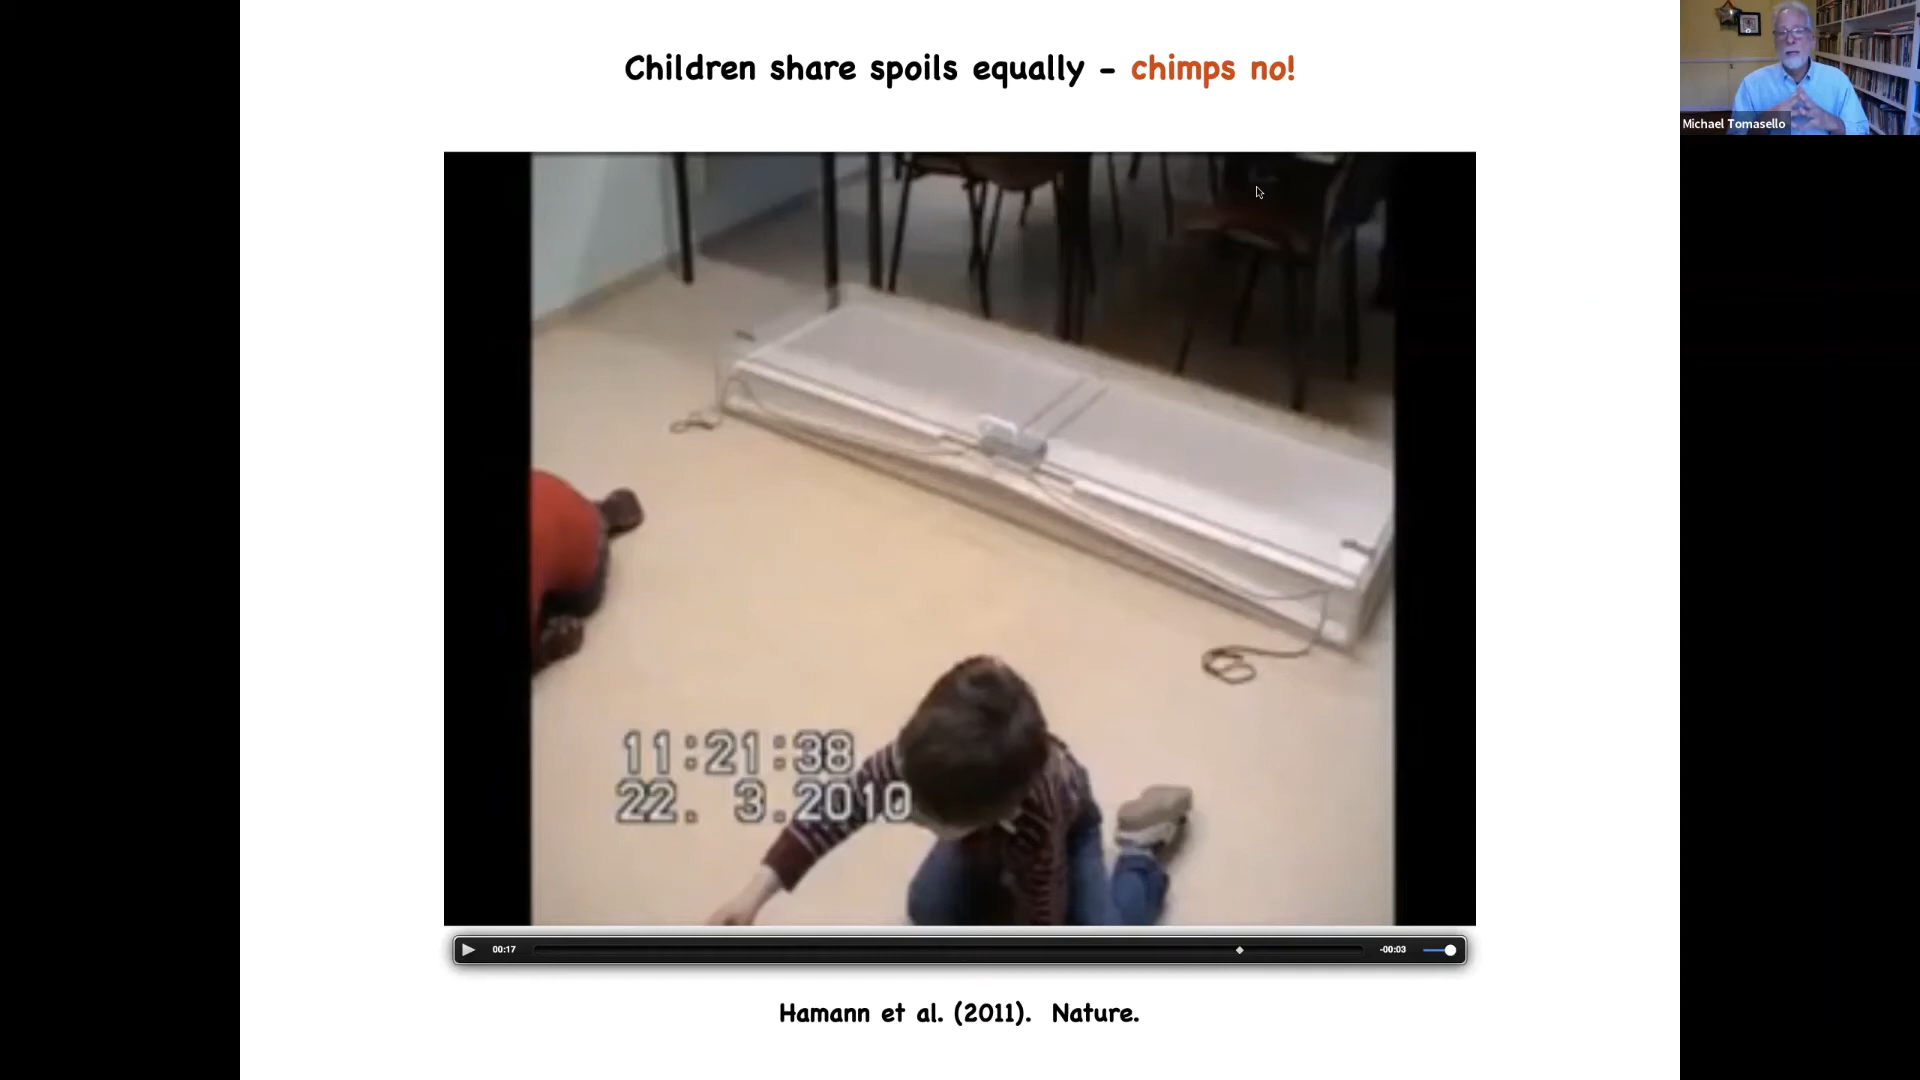 Children share spoils equally - chimps no!
Michael Tomasello
11:21:38
22. 3.2010
00:17
-00:03
Hamann et al. (2011). Nature.